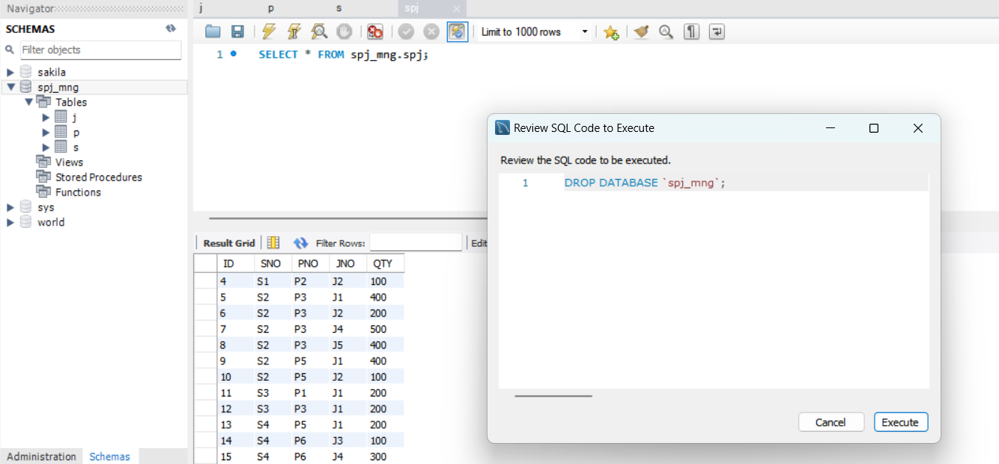 Navigator
j p s spj
SCHEMAS
Filter objects
sakila
spj_mng
Tables
j
p
s
Views
Stored Procedures
Functions
sys
world
Administration Schemas
Limit to 1000 rows
1 SELECT * FROM spj_mng.spj;
Result Grid Filter Rows: Edit
ID SNO PNO JNO QTY
4 S1 P2 J2 100
5 S2 P3 J1 400
6 S2 P3 J2 200
7 S2 P3 J4 500
8 S2 P3 J5 400
9 S2 P5 J1 400
10 S2 P5 J2 100
11 S3 P1 J1 200
12 S3 P3 J1 200
13 S4 P5 J1 200
14 S4 P6 J3 100
15 S4 P6 J4 300
Review SQL Code to Execute
Review the SQL code to be executed.
1 DROP DATABASE `spj_mng`;
Cancel Execute